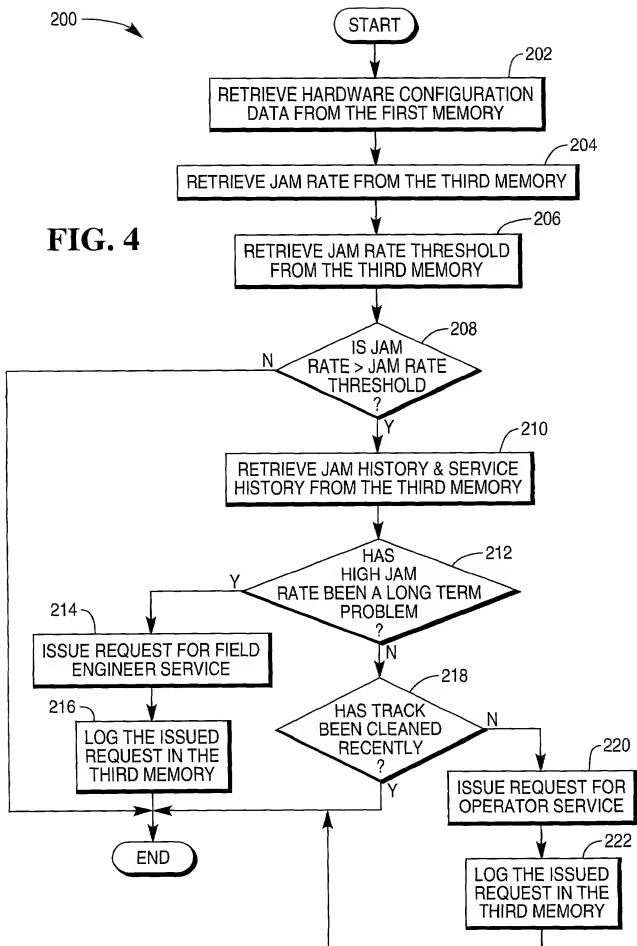 200
START
202
RETRIEVE HARDWARE CONFIGURATION
DATA FROM THE FIRST MEMORY
204
RETRIEVE JAM RATE FROM THE THIRD MEMORY
206
FIG. 4
RETRIEVE JAM RATE THRESHOLD
FROM THE THIRD MEMORY
208
N
IS JAM
RATE > JAM RATE
THRESHOLD
?
Y
210
RETRIEVE JAM HISTORY & SERVICE
HISTORY FROM THE THIRD MEMORY
212
Y
HAS
HIGH JAM
RATE BEEN A LONG TERM
PROBLEM
?
N
214
ISSUE REQUEST FOR FIELD
ENGINEER SERVICE
216
LOG THE ISSUED
REQUEST IN THE
THIRD MEMORY
218
HAS TRACK
BEEN CLEANED
RECENTLY
?
N
Y
220
ISSUE REQUEST FOR
OPERATOR SERVICE
END
222
LOG THE ISSUED
REQUEST IN THE
THIRD MEMORY